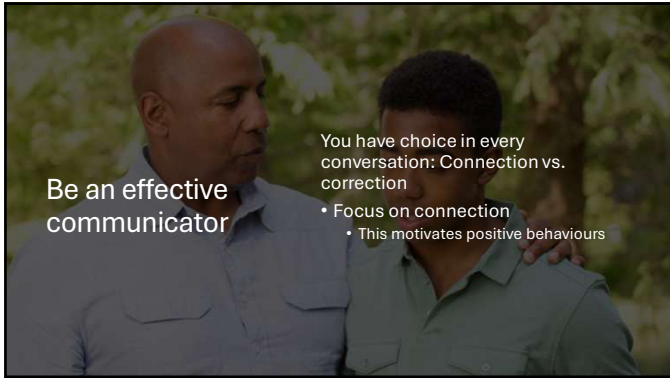 Be an effective
communicator
You have choice in every
conversation: Connection vs.
correction
• Focus on connection
• This motivates positive behaviours